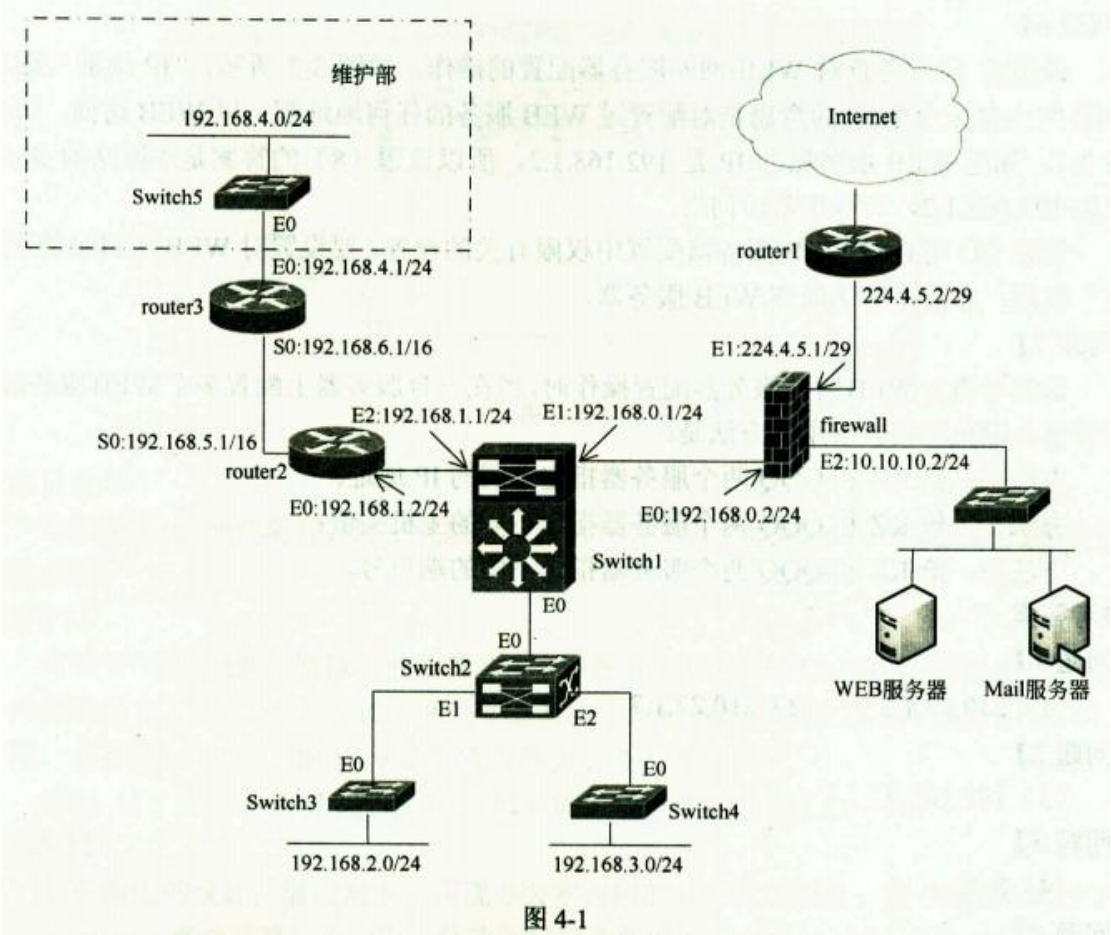 维护部
192.168.4.0/24
Switch5
E0
E0:192.168.4.1/24
router3
S0:192.168.6.1/16
S0:192.168.5.1/16
router2
E2:192.168.1.1/24
E0:192.168.1.2/24
E1:192.168.0.1/24
Internet
router1
224.4.5.2/29
E1:224.4.5.1/29
firewall
E2:10.10.10.2/24
E0:192.168.0.2/24
Switch1
E0
E0
Switch2
E1
E2
WEB服务器
Mail服务器
E0
Switch3
E0
Switch4
192.168.2.0/24
192.168.3.0/24
图 4-1